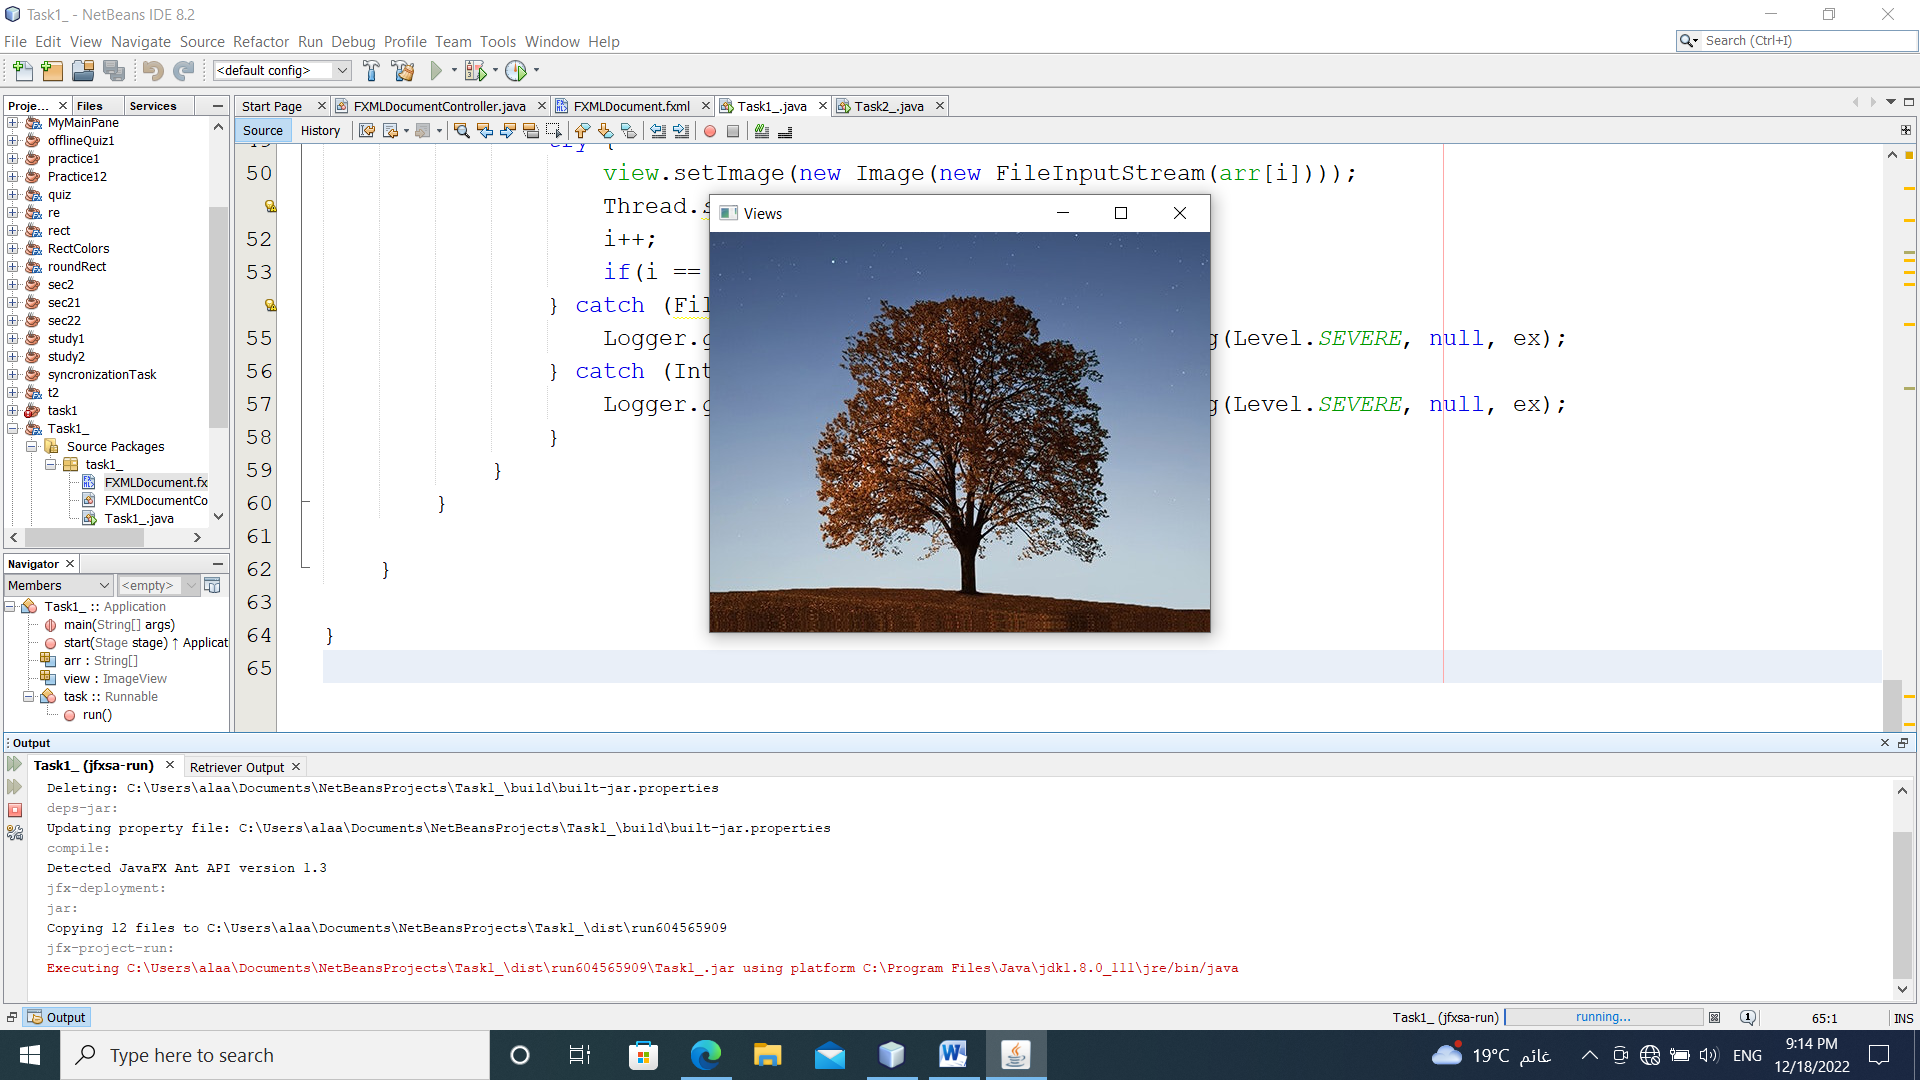 Task1_ - NetBeans IDE 8.2
File Edit View Navigate Source Refactor Run Debug Profile Team Tools Window Help
Search (Ctrl+I)
<default config>
Proje... Files Services
Start Page FXMLDocumentController.java FXMLDocument.fxml Task1_.java Task2_.java
Source History
MyMainPane
offlineQuiz1
practice1
Practice12
quiz
re
rect
RectColors
roundRect
sec2
sec21
sec22
study1
study2
syncronizationTask
t2
task1
Task1_
Source Packages
task1_
FXMLDocument.fx
FXMLDocumentCo
Task1_.java
Navigator
Members <empty>
Task1_ :: Application
main(String[] args)
start(Stage stage) ↑ Applicat
arr : String[]
view : ImageView
task :: Runnable
run()
50 view.setImage(new Image(new FileInputStream(arr[i])));
Thread.
52 i++;
53 if(i ==
} catch (Fil
55 Logger. (Level.SEVERE, null, ex);
56 } catch (Int
57 Logger. (Level.SEVERE, null, ex);
58 }
59 }
60 }
61
62 }
63
64 }
65
Views
Output
Task1_ (jfxsa-run) Retriever Output
Deleting: C:\Users\alaa\Documents\NetBeansProjects\Task1_\build\built-jar.properties
deps-jar:
Updating property file: C:\Users\alaa\Documents\NetBeansProjects\Task1_\build\built-jar.properties
compile:
Detected JavaFX Ant API version 1.3
jfx-deployment:
jar:
Copying 12 files to C:\Users\alaa\Documents\NetBeansProjects\Task1_\dist\run604565909
jfx-project-run:
Executing C:\Users\alaa\Documents\NetBeansProjects\Task1_\dist\run604565909\Task1_.jar using platform C:\Program Files\Java\jdk1.8.0_111\jre/bin/java
Output
Task1_ (jfxsa-run) running... 1 65:1 INS
Type here to search
19°C غائم
ENG
9:14 PM
12/18/2022